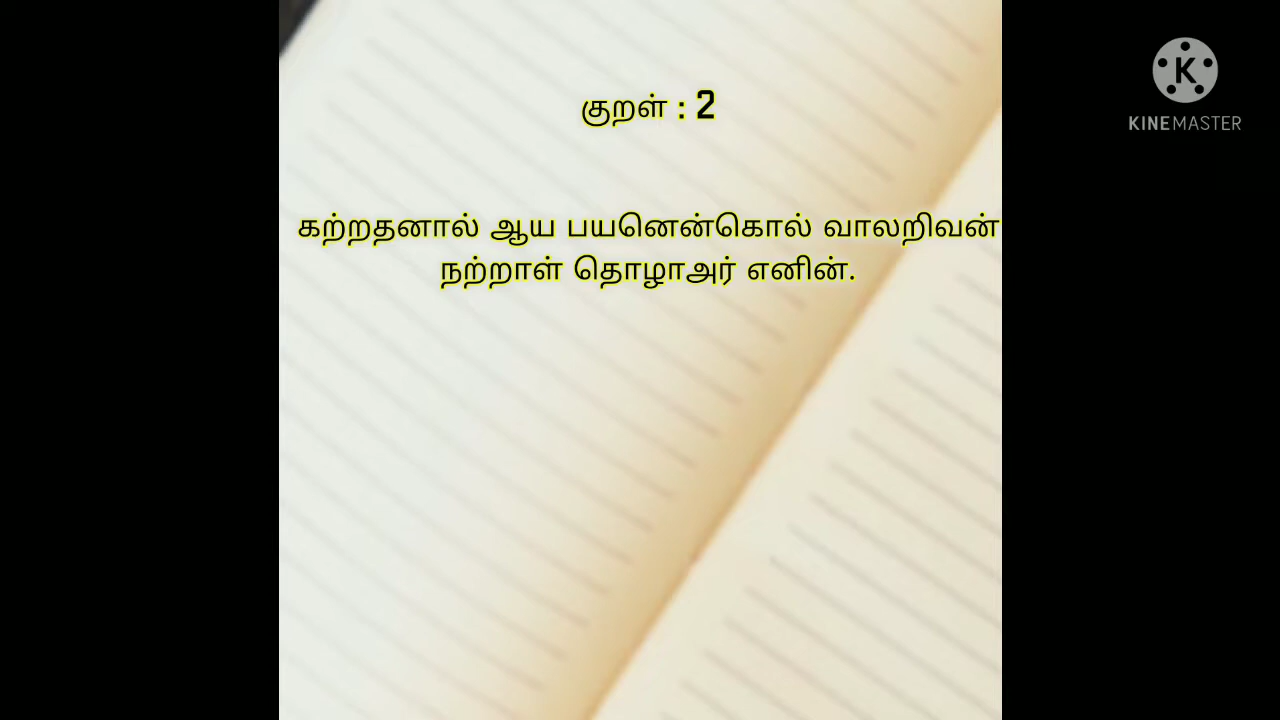 குறள் : 2
கற்றதனால் ஆய பயனென்கொல் வாலறிவன்
நற்றாள் தொழாஅர் எனின்.
K
KINEMASTER